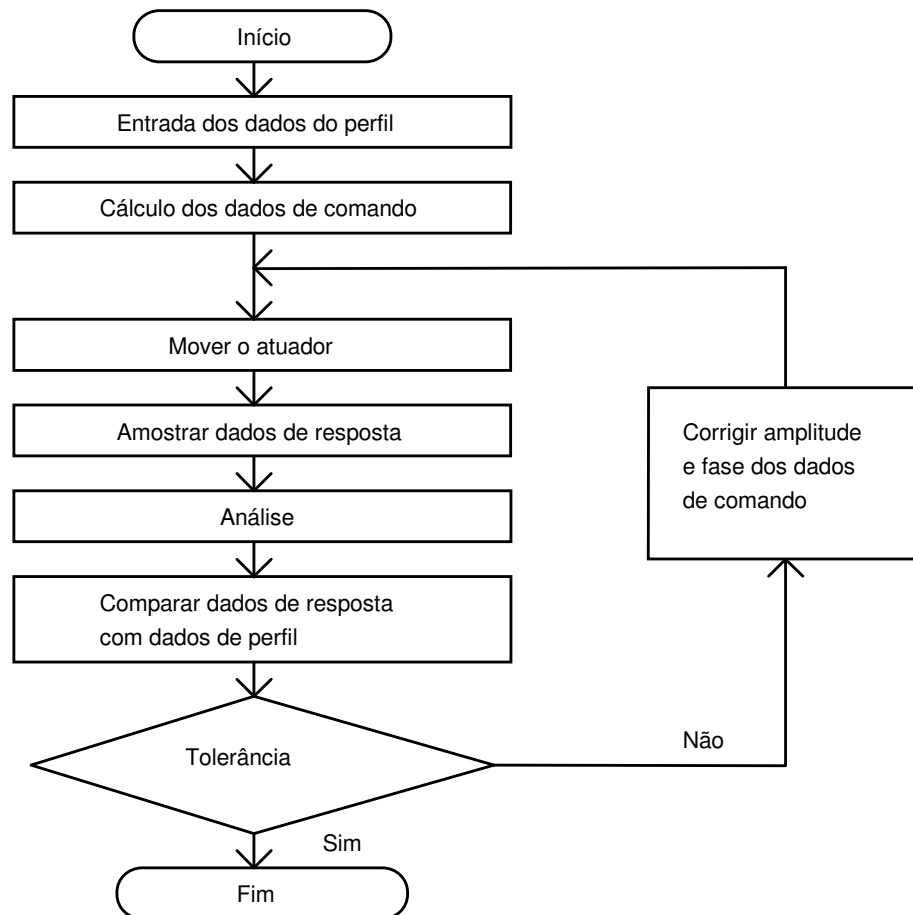 Início
Entrada dos dados do perfil
Cálculo dos dados de comando
Mover o atuador
Amostrar dados de resposta
Análise
Comparar dados de resposta
com dados de perfil
Corrigir amplitude
e fase dos dados
de comando
Tolerância
Não
Sim
Fim